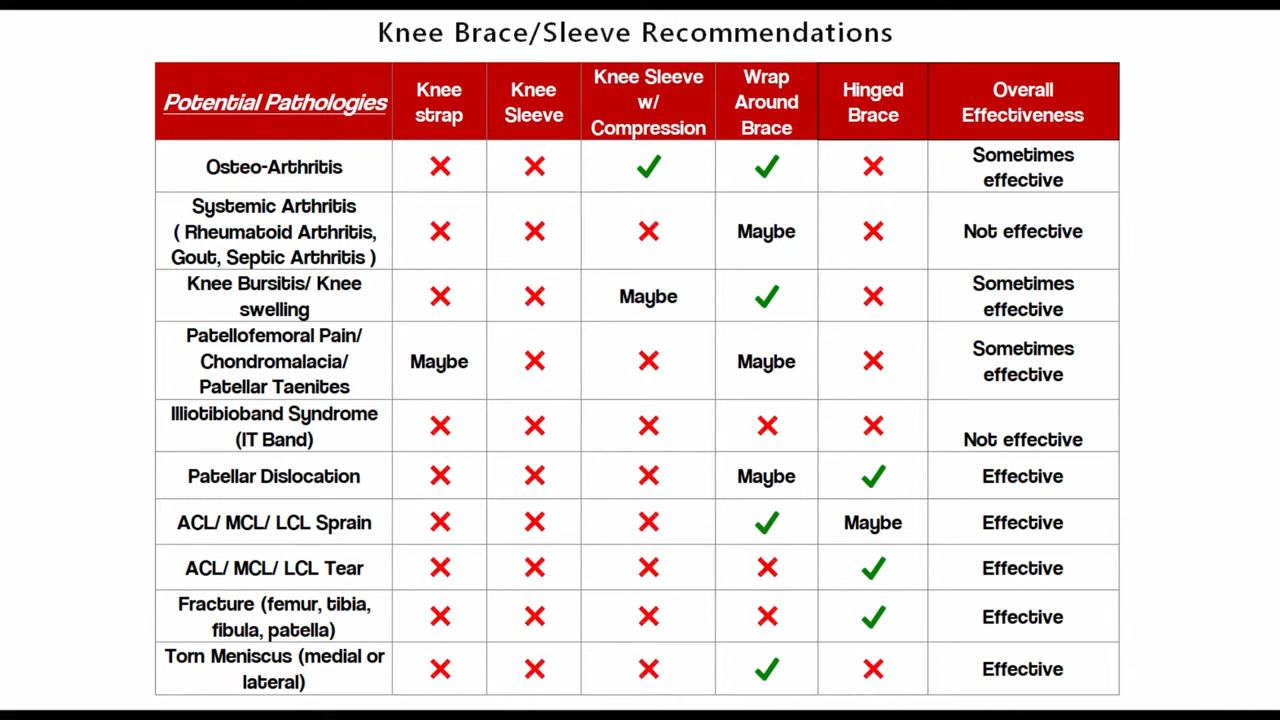 Knee Brace/Sleeve Recommendations
Potential Pathologies
Knee
strap
Knee
Sleeve
Knee Sleeve
w/
Compression
Wrap
Around
Brace
Hinged
Brace
Overall
Effectiveness
Osteo-Arthritis
Sometimes
effective
Systemic Arthritis
( Rheumatoid Arthritis,
Gout, Septic Arthritis )
Maybe
Not effective
Knee Bursitis/ Knee
swelling
Maybe
Sometimes
effective
Patellofemoral Pain/
Chondromalacia/
Patellar Taenites
Maybe
Maybe
Sometimes
effective
Illiotibioband Syndrome
(IT Band)
Not effective
Patellar Dislocation
Maybe
Effective
ACL/ MCL/ LCL Sprain
Maybe
Effective
ACL/ MCL/ LCL Tear
Effective
Fracture (femur, tibia,
fibula, patella)
Effective
Torn Meniscus (medial or
lateral)
Effective